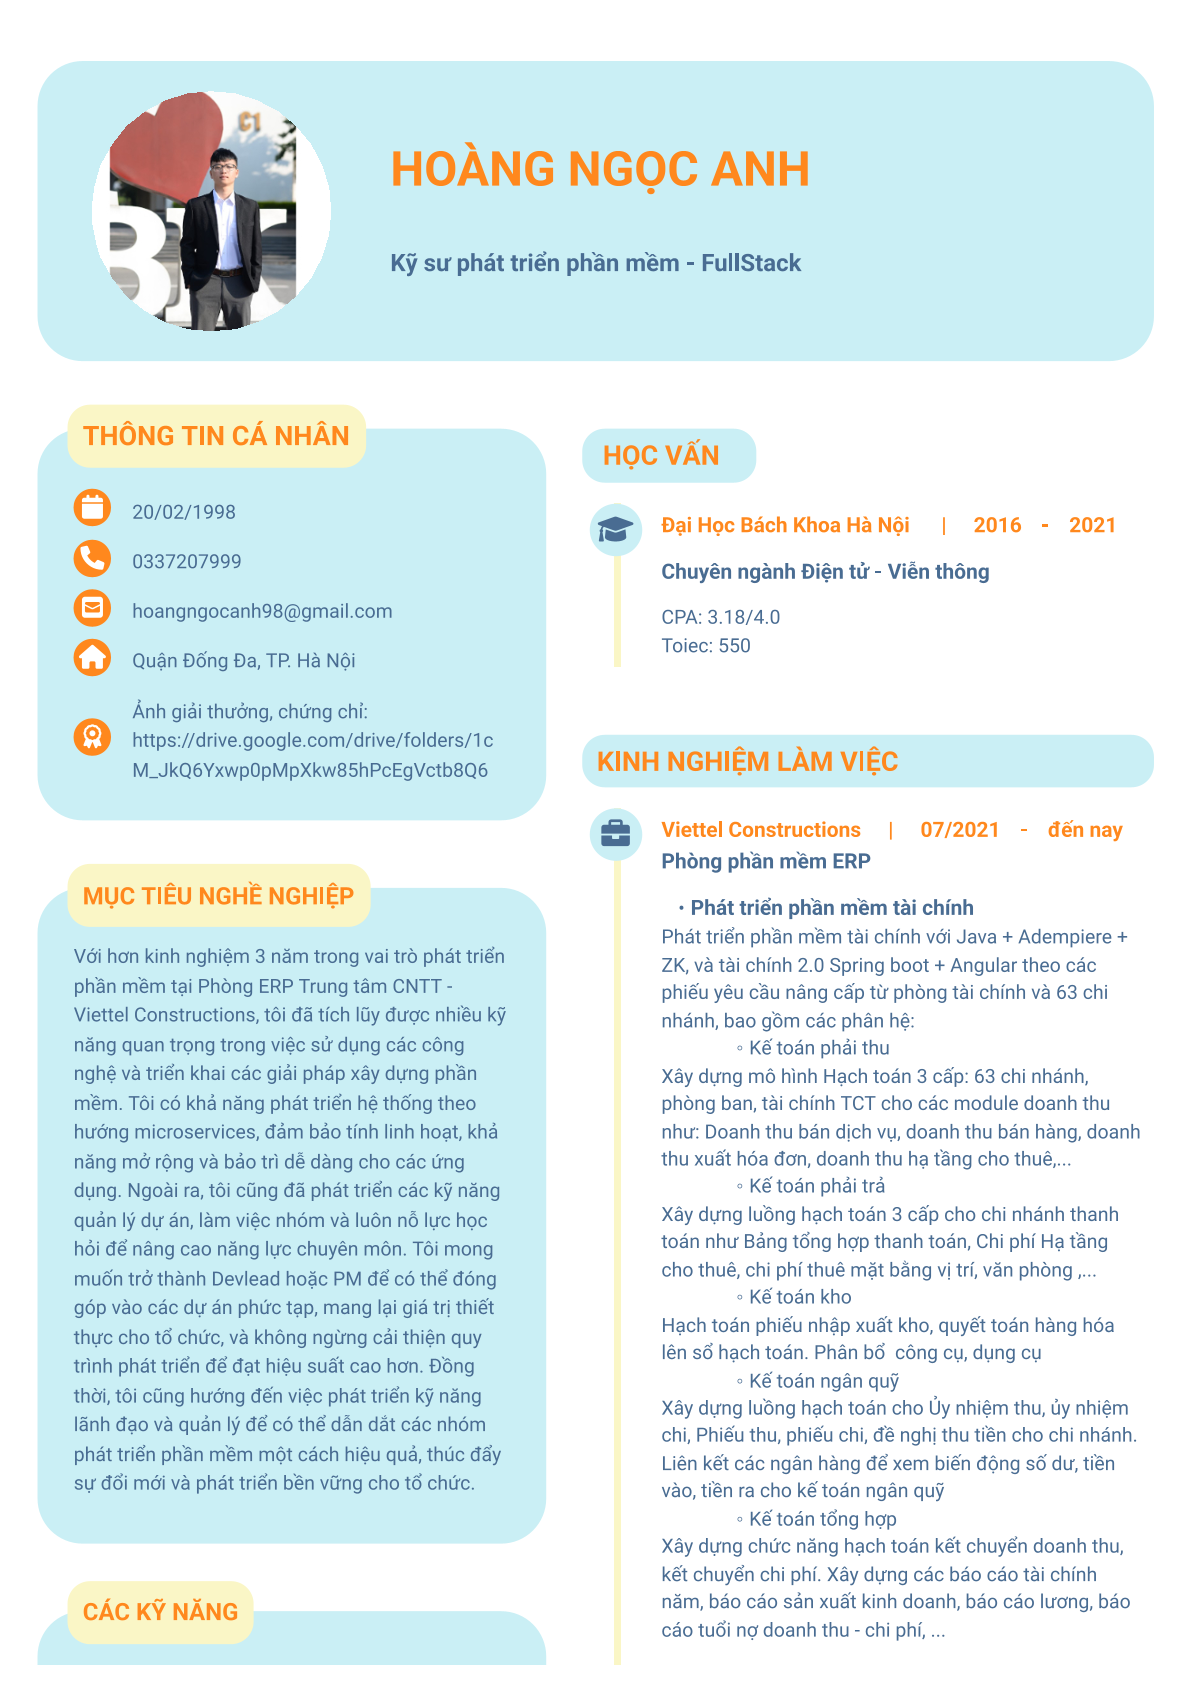 C1
HOÀNG NGỌC ANH
Kỹ sư phát triển phần mềm - FullStack
THÔNG TIN CÁ NHÂN
20/02/1998
0337207999
hoangngocanh98@gmail.com
Quận Đống Đa, TP. Hà Nội
Ảnh giải thưởng, chứng chỉ:
https://drive.google.com/drive/folders/1c
M_JkQ6Yxwp0pMpXkw85hPcEgVctb8Q6
MỤC TIÊU NGHỀ NGHIỆP
Với hơn kinh nghiệm 3 năm trong vai trò phát triển
phần mềm tại Phòng ERP Trung tâm CNTT -
Viettel Constructions, tôi đã tích lũy được nhiều kỹ
năng quan trọng trong việc sử dụng các công
nghệ và triển khai các giải pháp xây dựng phần
mềm. Tôi có khả năng phát triển hệ thống theo
hướng microservices, đảm bảo tính linh hoạt, khả
năng mở rộng và bảo trì dễ dàng cho các ứng
dụng. Ngoài ra, tôi cũng đã phát triển các kỹ năng
quản lý dự án, làm việc nhóm và luôn nỗ lực học
hỏi để nâng cao năng lực chuyên môn. Tôi mong
muốn trở thành Devlead hoặc PM để có thể đóng
góp vào các dự án phức tạp, mang lại giá trị thiết
thực cho tổ chức, và không ngừng cải thiện quy
trình phát triển để đạt hiệu suất cao hơn. Đồng
thời, tôi cũng hướng đến việc phát triển kỹ năng
lãnh đạo và quản lý để có thể dẫn dắt các nhóm
phát triển phần mềm một cách hiệu quả, thúc đẩy
sự đổi mới và phát triển bền vững cho tổ chức.
CÁC KỸ NĂNG
HỌC VẤN
Đại Học Bách Khoa Hà Nội | 2016 - 2021
Chuyên ngành Điện tử - Viễn thông
CPA: 3.18/4.0
Toiec: 550
KINH NGHIỆM LÀM VIỆC
Viettel Constructions | 07/2021 - đến nay
Phòng phần mềm ERP
• Phát triển phần mềm tài chính
Phát triển phần mềm tài chính với Java + Adempiere +
ZK, và tài chính 2.0 Spring boot + Angular theo các
phiếu yêu cầu nâng cấp từ phòng tài chính và 63 chi
nhánh, bao gồm các phân hệ:
◦ Kế toán phải thu
Xây dựng mô hình Hạch toán 3 cấp: 63 chi nhánh,
phòng ban, tài chính TCT cho các module doanh thu
như: Doanh thu bán dịch vụ, doanh thu bán hàng, doanh
thu xuất hóa đơn, doanh thu hạ tầng cho thuê,...
◦ Kế toán phải trả
Xây dựng luồng hạch toán 3 cấp cho chi nhánh thanh
toán như Bảng tổng hợp thanh toán, Chi phí Hạ tầng
cho thuê, chi phí thuê mặt bằng vị trí, văn phòng ,...
◦ Kế toán kho
Hạch toán phiếu nhập xuất kho, quyết toán hàng hóa
lên sổ hạch toán. Phân bổ  công cụ, dụng cụ
◦ Kế toán ngân quỹ
Xây dựng luồng hạch toán cho Ủy nhiệm thu, ủy nhiệm
chi, Phiếu thu, phiếu chi, đề nghị thu tiền cho chi nhánh.
Liên kết các ngân hàng để xem biến động số dư, tiền
vào, tiền ra cho kế toán ngân quỹ
◦ Kế toán tổng hợp
Xây dựng chức năng hạch toán kết chuyển doanh thu,
kết chuyển chi phí. Xây dựng các báo cáo tài chính
năm, báo cáo sản xuất kinh doanh, báo cáo lương, báo
cáo tuổi nợ doanh thu - chi phí, ...